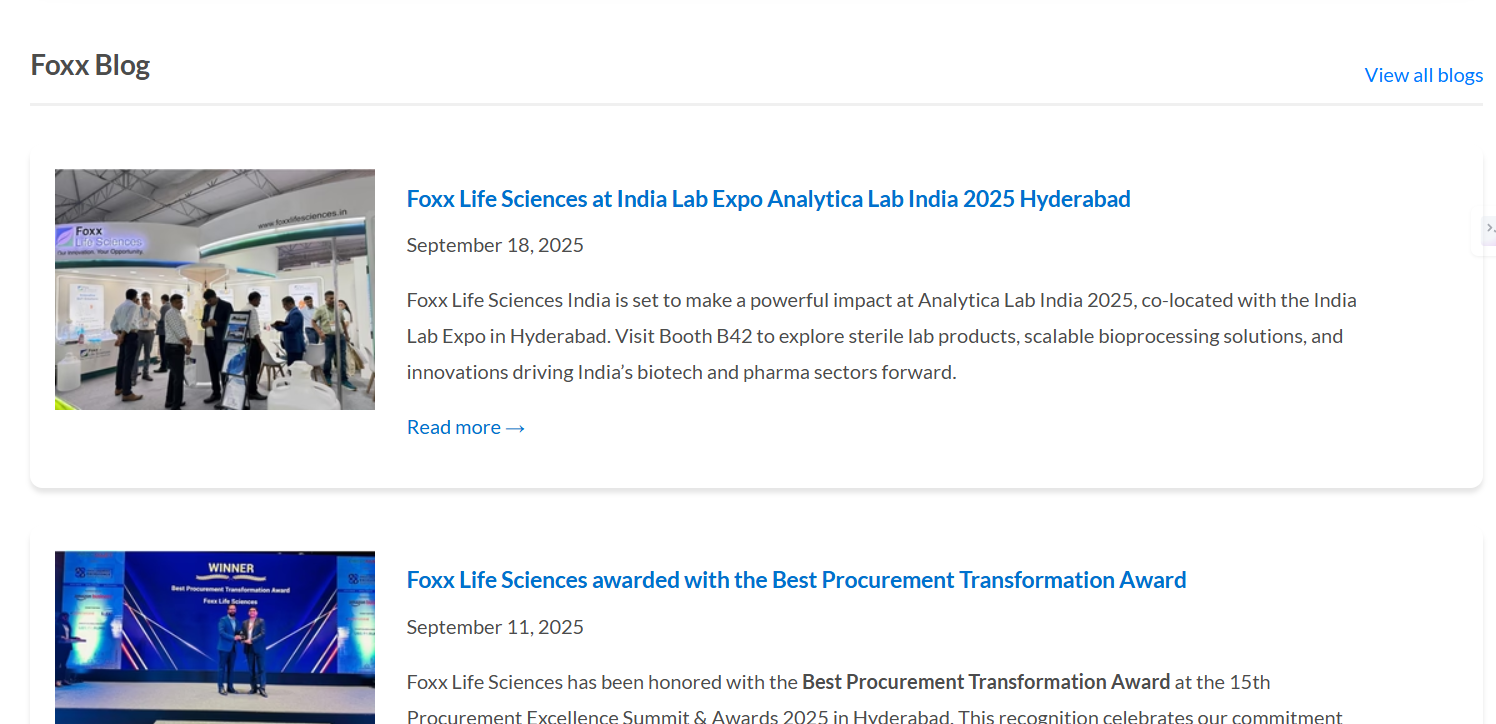 Foxx Blog
View all blogs
www.foxxlifesciences.in
Foxx
Life Sciences
Our Innovation. Your Opportunity.
Foxx Life Sciences at India Lab Expo Analytica Lab India 2025 Hyderabad
September 18, 2025
Foxx Life Sciences India is set to make a powerful impact at Analytica Lab India 2025, co-located with the India
Lab Expo in Hyderabad. Visit Booth B42 to explore sterile lab products, scalable bioprocessing solutions, and
innovations driving India’s biotech and pharma sectors forward.
Read more →
WINNER
Best Procurement Transformation Award
Foxx Life Sciences
Foxx Life Sciences awarded with the Best Procurement Transformation Award
September 11, 2025
Foxx Life Sciences has been honored with the Best Procurement Transformation Award at the 15th
Procurement Excellence Summit & Awards 2025 in Hyderabad. This recognition celebrates our commitment